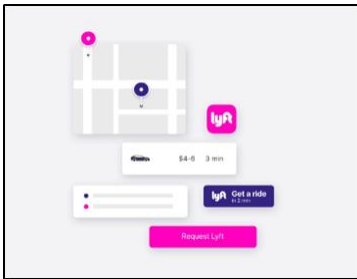 lyft
$4-6 3 min
lyft Get a ride
in 2 min
Request Lyft